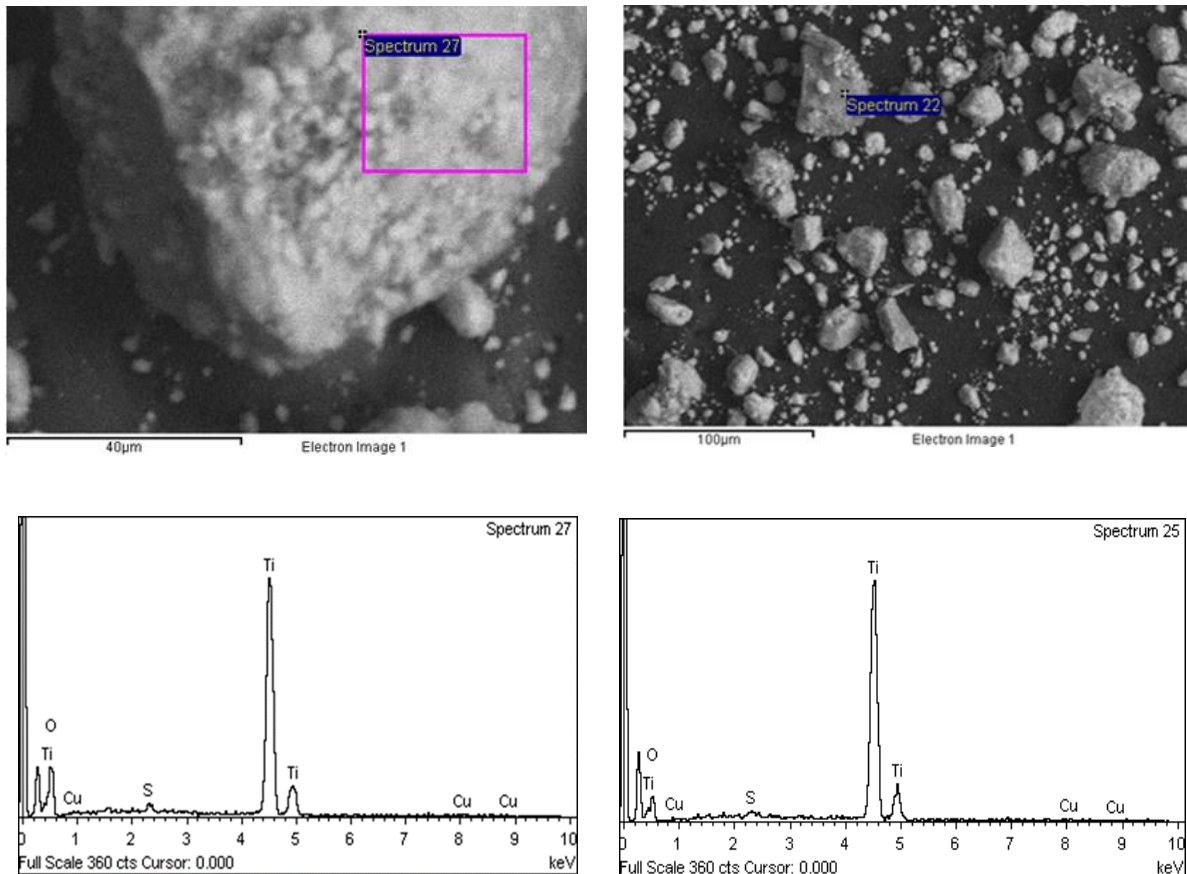 Spectrum 27
40µm
Electron Image 1
Spectrum 22
100µm
Electron Image 1
Spectrum 27
Ti
O
Ti
Cu
S
Ti
Cu
Cu
0 1 2 3 4 5 6 7 8 9 10
Full Scale 360 cts Cursor: 0.000
keV
Spectrum 25
Ti
O
Ti
Cu
S
Ti
Cu
Cu
0 1 2 3 4 5 6 7 8 9 10
Full Scale 360 cts Cursor: 0.000
keV